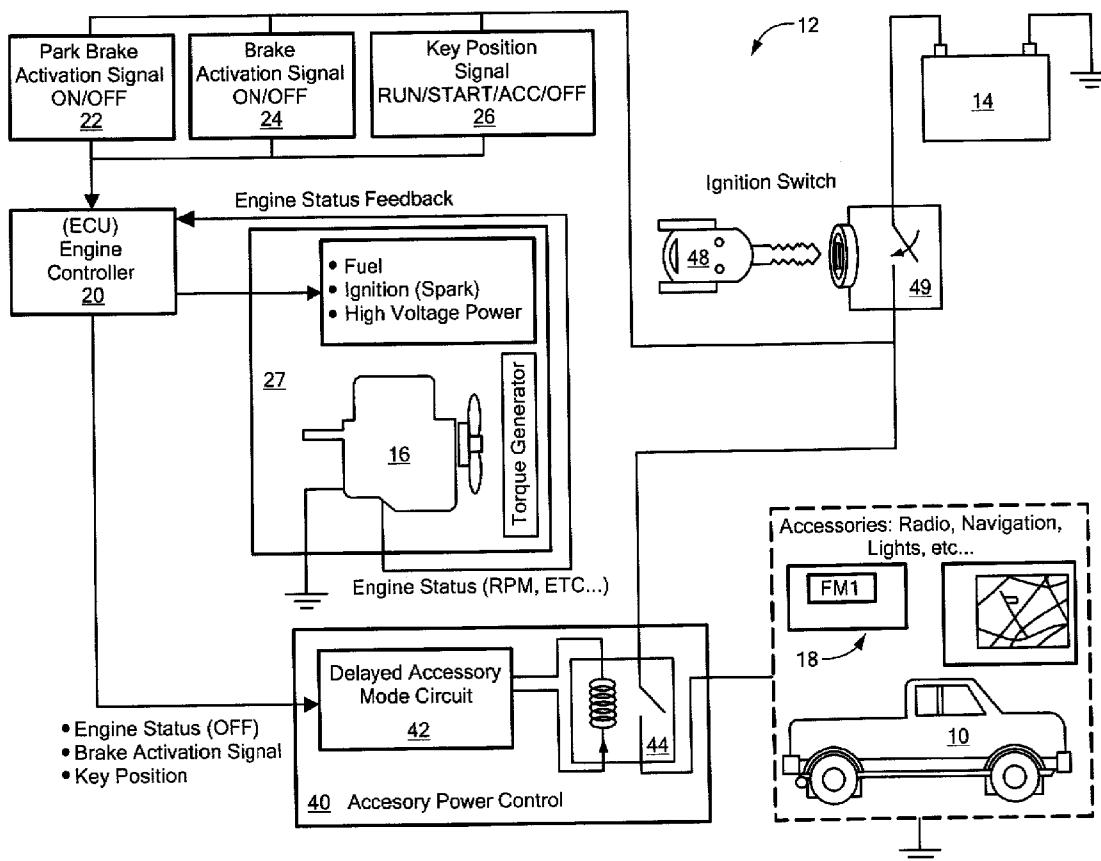 Park Brake
Activation Signal
ON/OFF
22
Brake
Activation Signal
ON/OFF
24
Key Position
Signal
RUN/START/ACC/OFF
26
12
14
Ignition Switch
48
49
Engine Status Feedback
(ECU)
Engine
Controller
20
• Fuel
• Ignition (Spark)
• High Voltage Power
27
16
Torque Generator
Engine Status (RPM, ETC...)
Accessories: Radio, Navigation,
Lights, etc...
FM1
18
10
Delayed Accessory
Mode Circuit
42
44
• Engine Status (OFF)
• Brake Activation Signal
• Key Position
40 Accesory Power Control